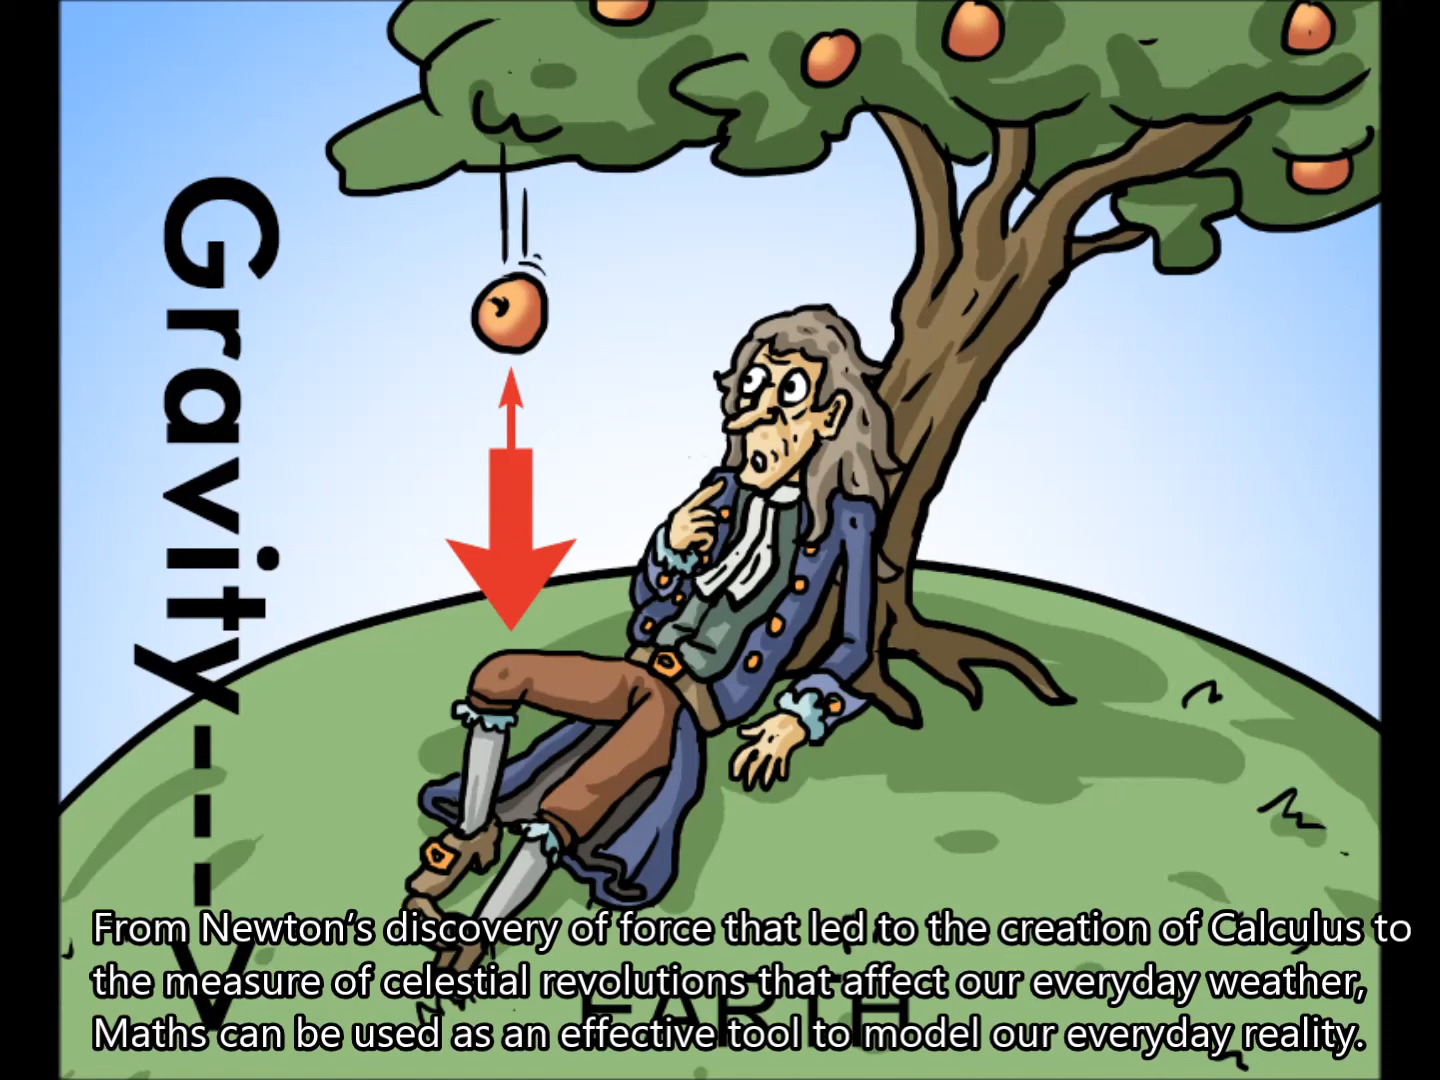 Gravity--->
From Newton’s discovery of force that led to the creation of Calculus to
the measure of celestial revolutions that affect our everyday weather,
Maths can be used as an effective tool to model our everyday reality.
EARTH